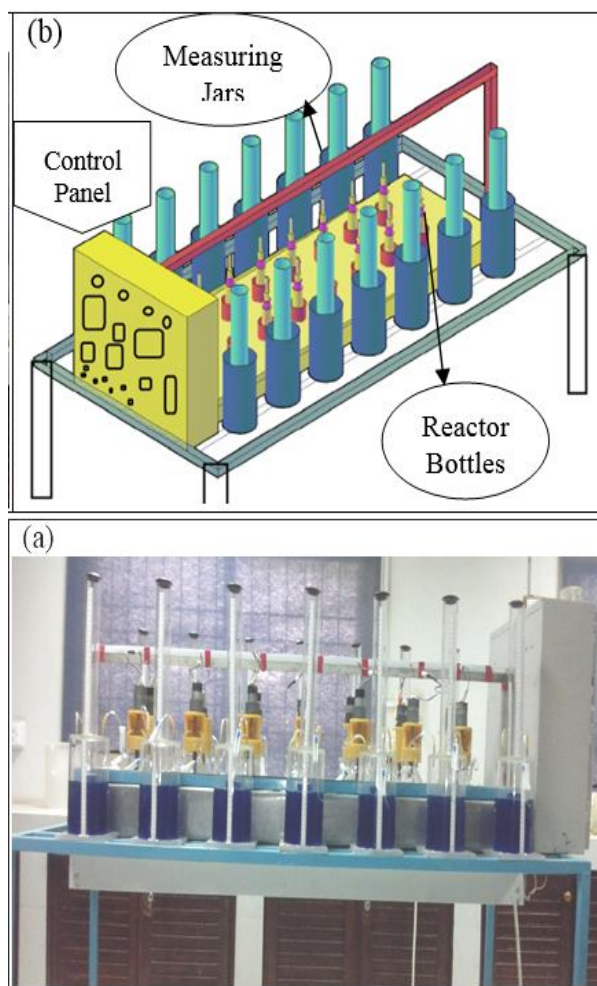 (b)
Measuring
Jars
Control
Panel
Reactor
Bottles
(a)